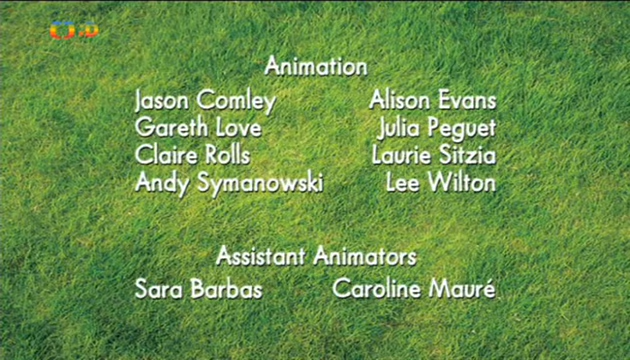 Animation
Jason Comley Alison Evans
Gareth Love Julia Peguet
Claire Rolls Laurie Sitzia
Andy Symanowski Lee Wilton
Assistant Animators
Sara Barbas Caroline Mauré